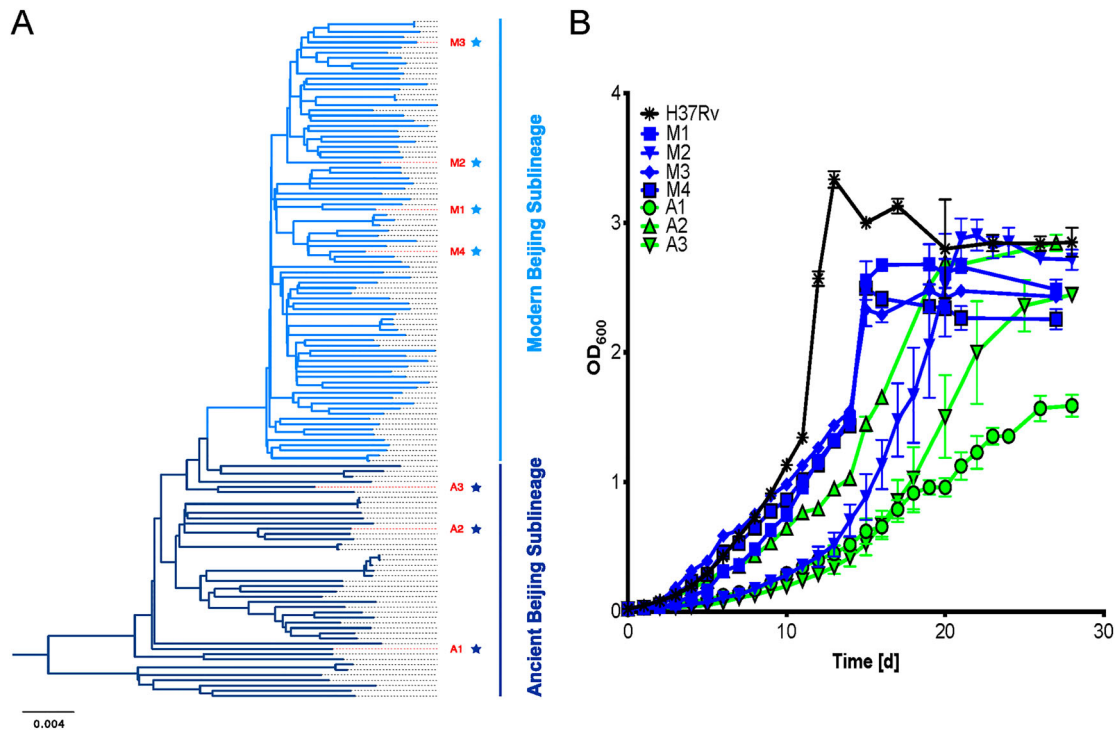 A
M3
M2
M1
M4
A3
A2
A1
0.004
Modern Beijing Sublineage
Ancient Beijing Sublineage
B
4
3
2
1
0
OD600
H37Rv
M1
M2
M3
M4
A1
A2
A3
0 10 20 30
Time [d]